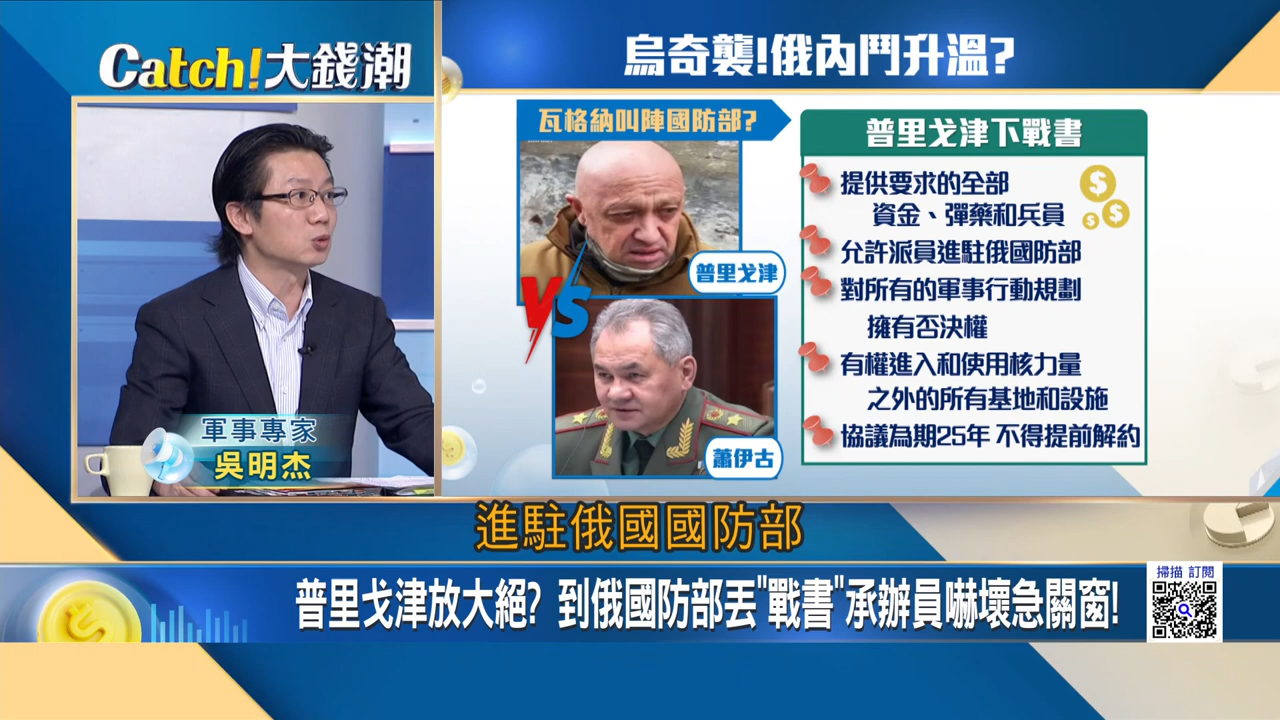 Catch!大錢潮
烏奇襲!俄內鬥升溫?
瓦格納叫陣國防部?
普里戈津
VS
蕭伊古
普里戈津下戰書
提供要求的全部
資金、彈藥和兵員
允許派員進駐俄國防部
對所有的軍事行動規劃
擁有否決權
有權進入和使用核力量
之外的所有基地和設施
協議為期25年 不得提前解約
軍事專家
吳明杰
進駐俄國國防部
普里戈津放大絕? 到俄國防部丟"戰書"承辦員嚇壞急關窗!
掃描 訂閱